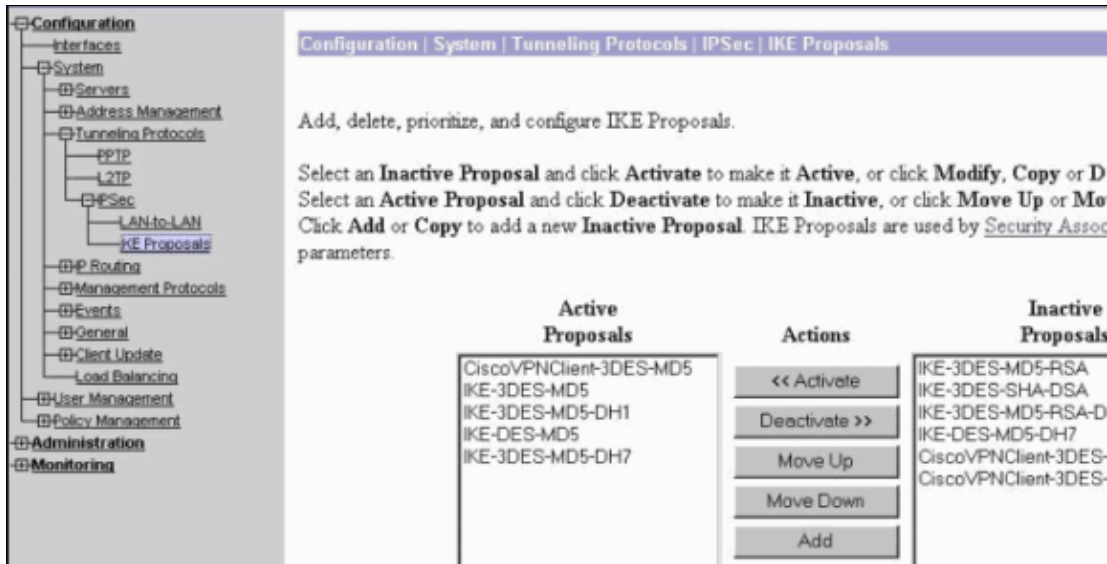 Configuration
Interfaces
System
Servers
Address Management
Tunneling Protocols
PPTP
L2TP
IPSec
LAN-to-LAN
IKE Proposals
IP Routing
Management Protocols
Events
General
Client Update
Load Balancing
User Management
Policy Management
Administration
Monitoring
Configuration | System | Tunneling Protocols | IPSec | IKE Proposals
Add, delete, prioritize, and configure IKE Proposals.
Select an Inactive Proposal and click Activate to make it Active, or click Modify, Copy or D
Select an Active Proposal and click Deactivate to make it Inactive, or click Move Up or Mo
Click Add or Copy to add a new Inactive Proposal. IKE Proposals are used by Security Assoc
parameters.
Active
Proposals
CiscoVPNClient-3DES-MD5
IKE-3DES-MD5
IKE-3DES-MD5-DH1
IKE-DES-MD5
IKE-3DES-MD5-DH7
Actions
<< Activate
Deactivate >>
Move Up
Move Down
Add
Inactive
Proposals
IKE-3DES-MD5-RSA
IKE-3DES-SHA-DSA
IKE-3DES-MD5-RSA-D
IKE-DES-MD5-DH7
CiscoVPNClient-3DES-
CiscoVPNClient-3DES-